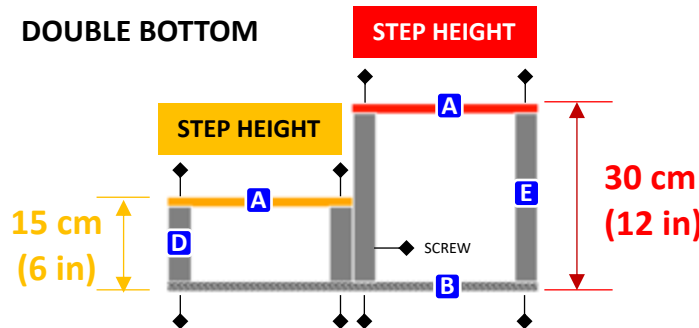 DOUBLE BOTTOM
STEP HEIGHT
A
STEP HEIGHT
A
15 cm
(6 in)
D
E
30 cm
(12 in)
SCREW
B